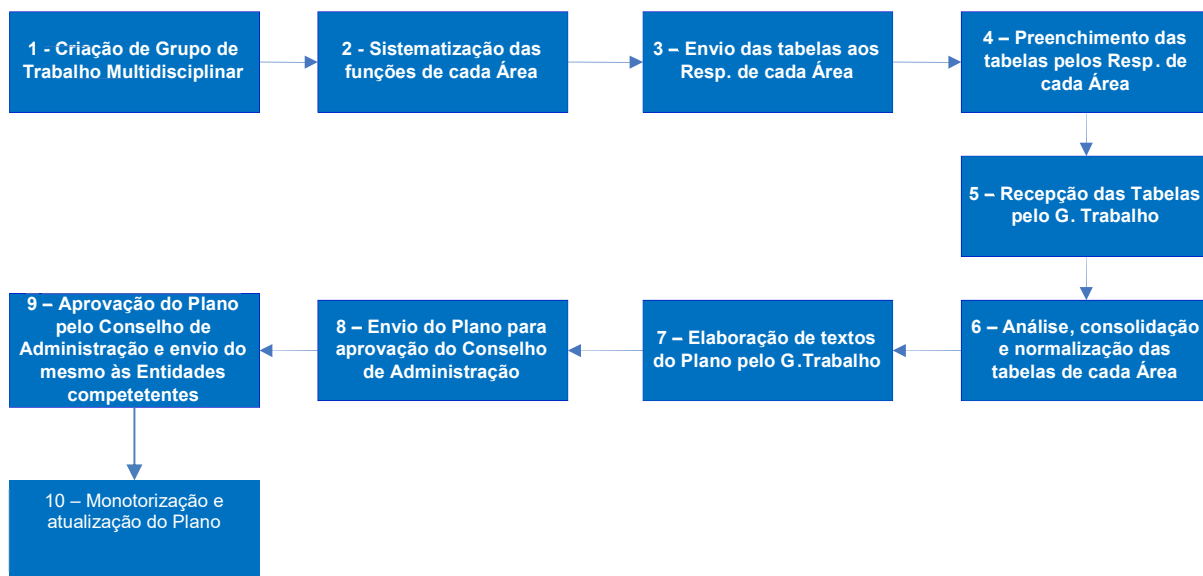 1 - Criação de Grupo de
Trabalho Multidisciplinar
2 - Sistematização das
funções de cada Área
3 – Envio das tabelas aos
Resp. de cada Área
4 – Preenchimento das
tabelas pelos Resp. de
cada Área
5 – Recepção das Tabelas
pelo G. Trabalho
6 – Análise, consolidação
e normalização das
tabelas de cada Área
7 – Elaboração de textos
do Plano pelo G.Trabalho
8 – Envio do Plano para
aprovação do Conselho
de Administração
9 – Aprovação do Plano
pelo Conselho de
Administração e envio do
mesmo às Entidades
competetentes
10 – Monotorização e
atualização do Plano